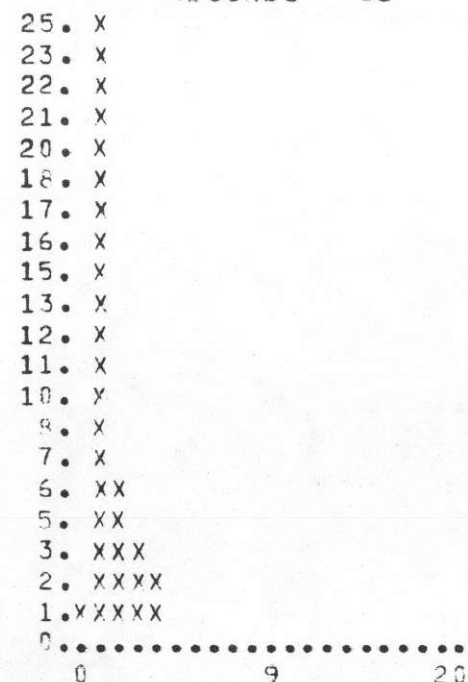 25. X
23. X
22. X
21. X
20. X
18. X
17. X
16. X
15. X
13. X
12. X
11. X
10. X
8. X
7. X
6. XX
5. XX
3. XXX
2. XXXX
1.XXXXX
0......................
0 9 20